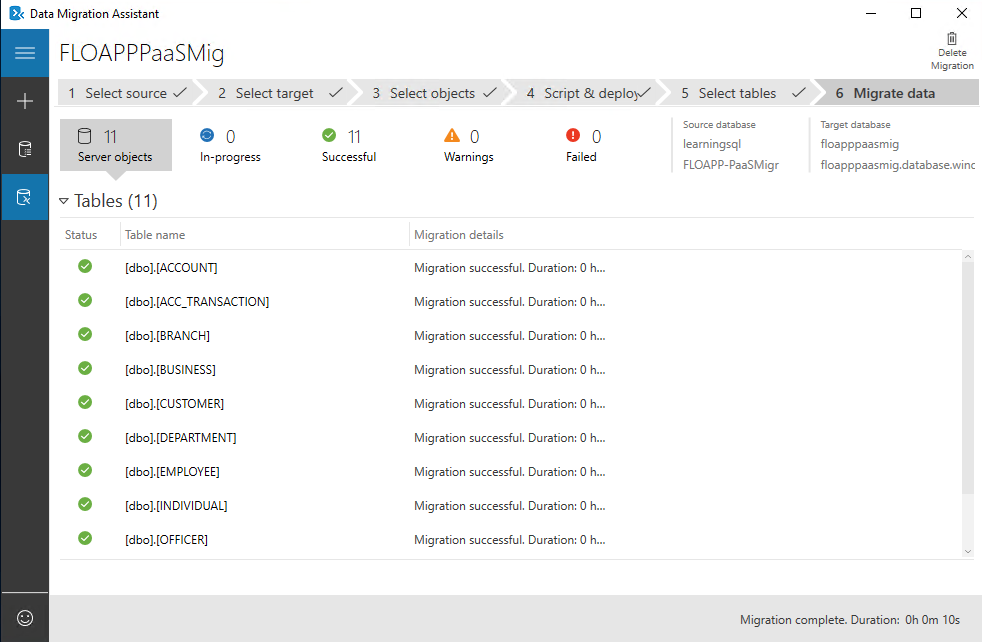 Data Migration Assistant
FLOAPPPaaSMig
Delete
Migration
1 Select source
2 Select target
3 Select objects
4 Script & deploy
5 Select tables
6 Migrate data
11
Server objects
0
In-progress
11
Successful
0
Warnings
0
Failed
Source database
learningsql
FLOAPP-PaaSMigr
Target database
floapppaasmig
floapppaasmig.database.winc
Tables (11)
Status Table name Migration details
[dbo].[ACCOUNT] Migration successful. Duration: 0 h...
[dbo].[ACC_TRANSACTION] Migration successful. Duration: 0 h...
[dbo].[BRANCH] Migration successful. Duration: 0 h...
[dbo].[BUSINESS] Migration successful. Duration: 0 h...
[dbo].[CUSTOMER] Migration successful. Duration: 0 h...
[dbo].[DEPARTMENT] Migration successful. Duration: 0 h...
[dbo].[EMPLOYEE] Migration successful. Duration: 0 h...
[dbo].[INDIVIDUAL] Migration successful. Duration: 0 h...
[dbo].[OFFICER] Migration successful. Duration: 0 h...
Migration complete. Duration: 0h 0m 10s